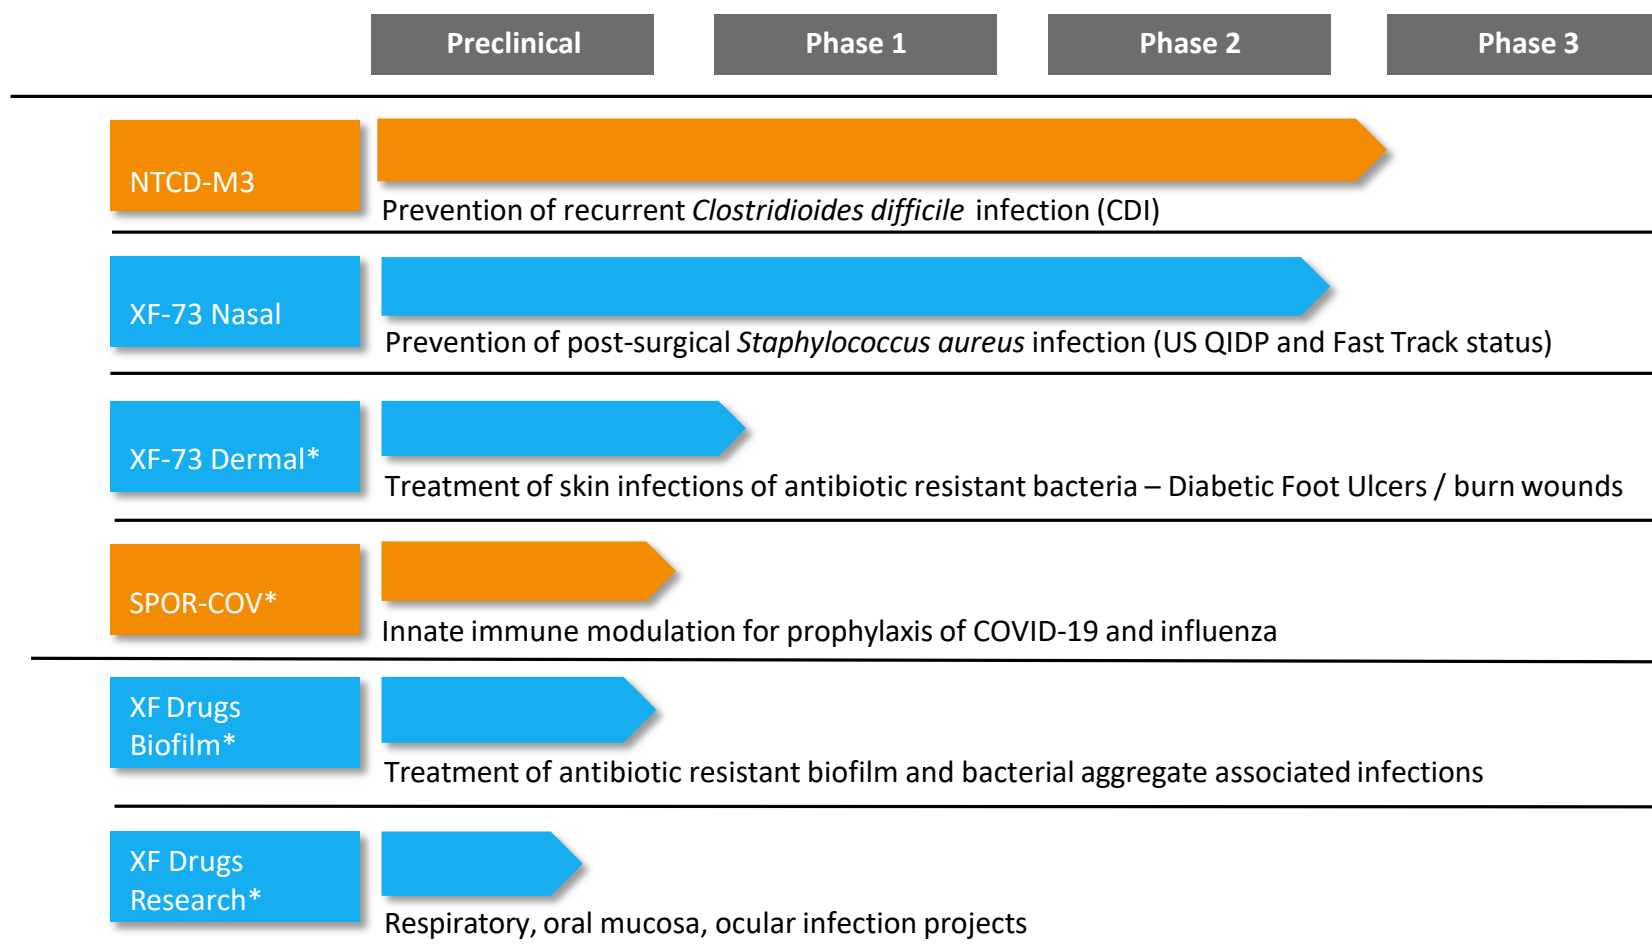 Preclinical Phase 1 Phase 2 Phase 3
NTCD-M3
Prevention of recurrent Clostridioides difficile infection (CDI)
XF-73 Nasal
Prevention of post-surgical Staphylococcus aureus infection (US QIDP and Fast Track status)
XF-73 Dermal*
Treatment of skin infections of antibiotic resistant bacteria – Diabetic Foot Ulcers / burn wounds
SPOR-COV*
Innate immune modulation for prophylaxis of COVID-19 and influenza
XF Drugs
Biofilm*
Treatment of antibiotic resistant biofilm and bacterial aggregate associated infections
XF Drugs
Research*
Respiratory, oral mucosa, ocular infection projects